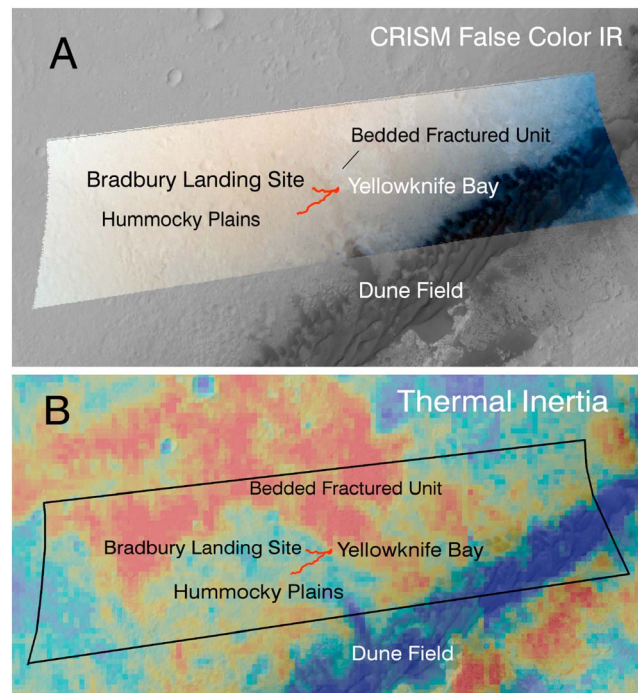 A
CRISM False Color IR
Bedded Fractured Unit
Bradbury Landing Site
Yellowknife Bay
Hummocky Plains
Dune Field
B
Thermal Inertia
Bedded Fractured Unit
Bradbury Landing Site
Yellowknife Bay
Hummocky Plains
Dune Field